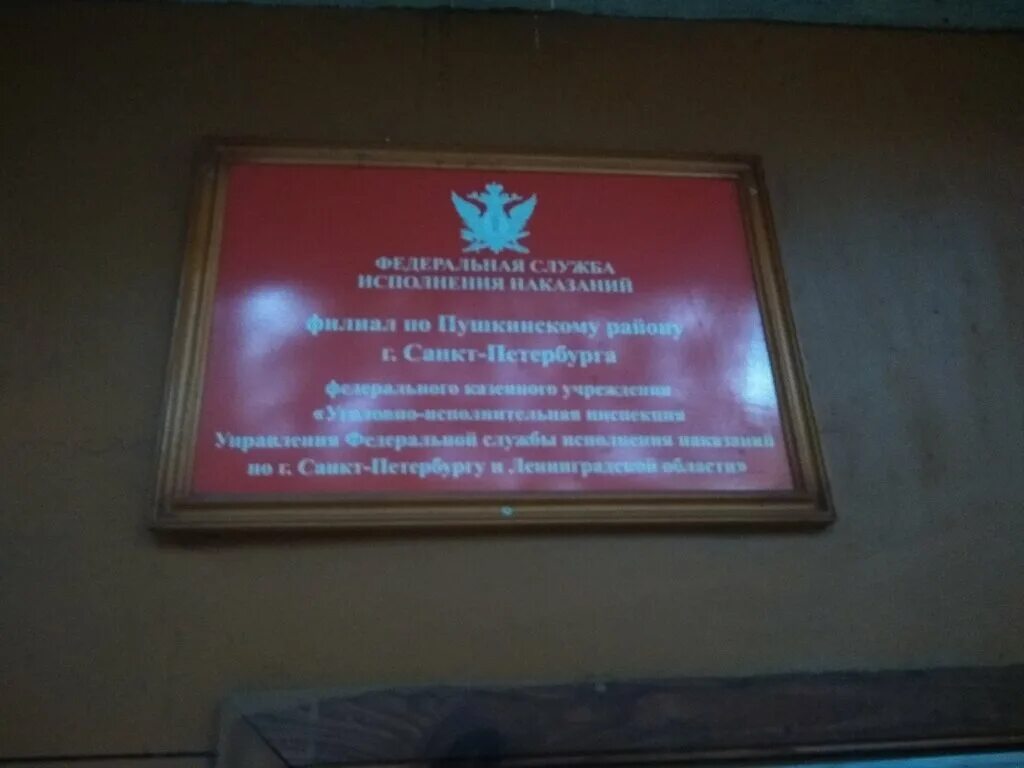 ФЕДЕРАЛЬНАЯ СЛУЖБА
ИСПОЛНЕНИЯ НАКАЗАНИЙ
филиал по Пушкинскому району
г. Санкт-Петербурга
федерального казенного учреждения
«Уголовно-исполнительная инспекция
Управления Федеральной службы исполнения наказаний
по г. Санкт-Петербургу и Ленинградской области»